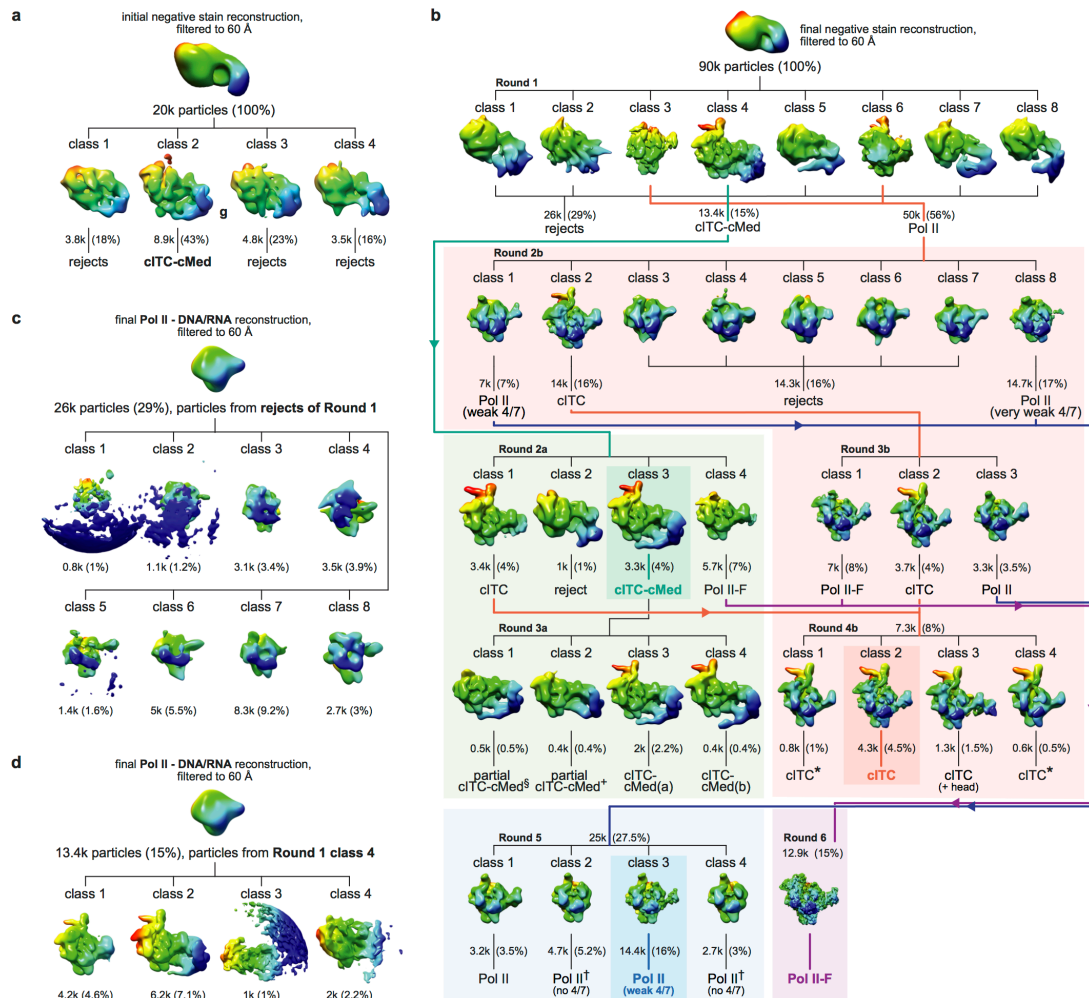 a
initial negative stain reconstruction,
filtered to 60 Å
20k particles (100%)
class 1 class 2 class 3 class 4
g
3.8k (18%) 8.9k (43%) 4.8k (23%) 3.5k (16%)
rejects cITC-cMed rejects rejects
b
final negative stain reconstruction,
filtered to 60 Å
90k particles (100%)
Round 1
class 1 class 2 class 3 class 4 class 5 class 6 class 7 class 8
26k (29%) 13.4k (15%) 50k (56%)
rejects cITC-cMed Pol II
Round 2b
class 1 class 2 class 3 class 4 class 5 class 6 class 7 class 8
7k (7%) 14k (16%) 14.3k (16%) 14.7k (17%)
Pol II cITC rejects Pol II
(weak 4/7) (very weak 4/7)
Round 2a
class 1 class 2 class 3 class 4
3.4k (4%) 1k (1%) 3.3k (4%) 5.7k (7%)
cITC reject cITC-cMed Pol II-F
Round 3b
class 1 class 2 class 3
7k (8%) 3.7k (4%) 3.3k (3.5%)
Pol II-F cITC Pol II
Round 3a
class 1 class 2 class 3 class 4
0.5k (0.5%) 0.4k (0.4%) 2k (2.2%) 0.4k (0.4%)
partial partial cITC- cITC-
cITC-cMed§ cITC-cMed+ cMed(a) cMed(b)
7.3k (8%)
Round 4b
class 1 class 2 class 3 class 4
0.8k (1%) 4.3k (4.5%) 1.3k (1.5%) 0.6k (0.5%)
cITC* cITC cITC cITC*
(+ head)
Round 5 25k (27.5%)
class 1 class 2 class 3 class 4
3.2k (3.5%) 4.7k (5.2%) 14.4k (16%) 2.7k (3%)
Pol II Pol II† Pol II Pol II†
(no 4/7) (weak 4/7) (no 4/7)
Round 6
12.9k (15%)
Pol II-F
c
final Pol II - DNA/RNA reconstruction,
filtered to 60 Å
26k particles (29%), particles from rejects of Round 1
class 1 class 2 class 3 class 4
0.8k (1%) 1.1k (1.2%) 3.1k (3.4%) 3.5k (3.9%)
class 5 class 6 class 7 class 8
1.4k (1.6%) 5k (5.5%) 8.3k (9.2%) 2.7k (3%)
d
final Pol II - DNA/RNA reconstruction,
filtered to 60 Å
13.4k particles (15%), particles from Round 1 class 4
class 1 class 2 class 3 class 4
4.2k (4.6%) 6.2k (7.1%) 1k (1%) 2k (2.2%)